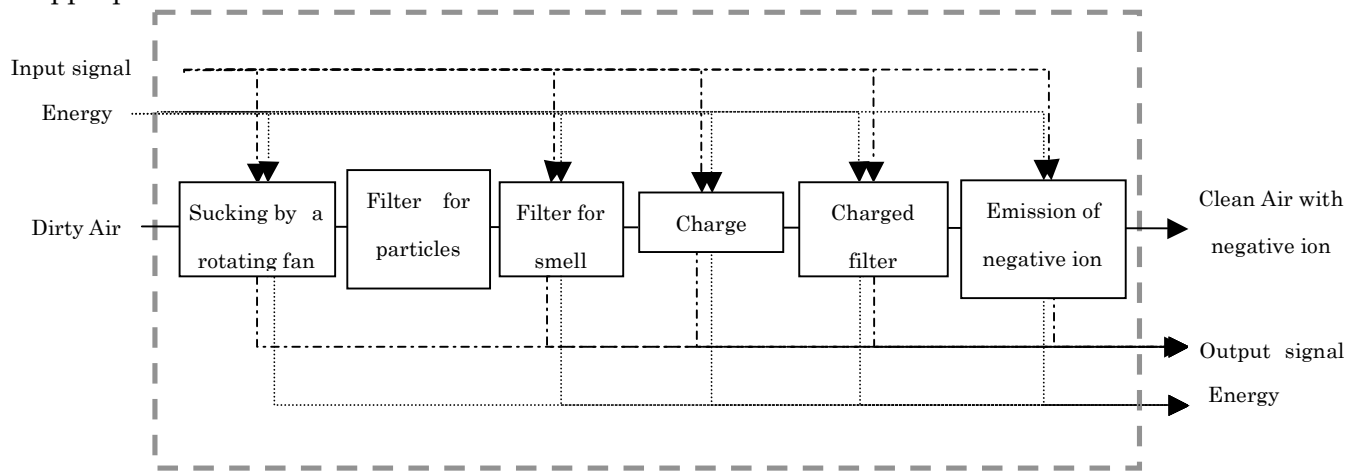 Input signal
Energy
Dirty Air
Sucking by a
rotating fan
Filter for
particles
Filter for
smell
Charge
Charged
filter
Emission of
negative ion
Clean Air with
negative ion
Output signal
Energy